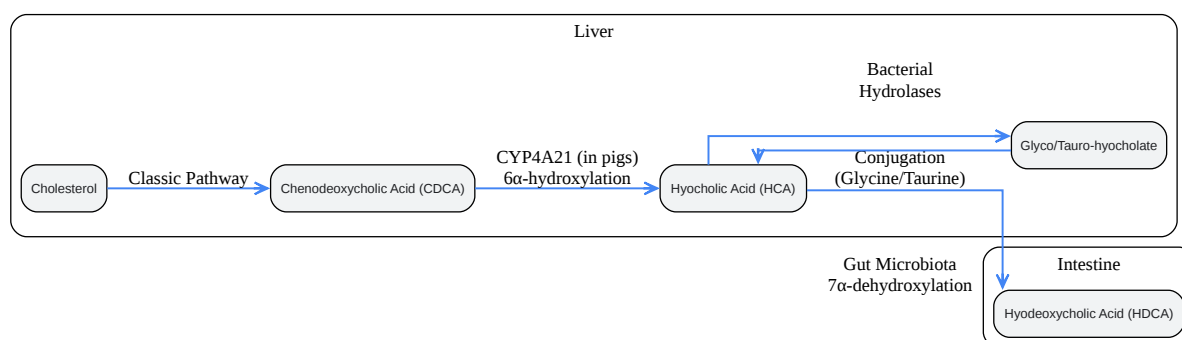 Liver
Bacterial
Hydrolases
Glyco/Tauro-hyocholate
CYP4A21 (in pigs)
6α-hydroxylation
Conjugation
(Glycine/Taurine)
Cholesterol
Classic Pathway
Chenodeoxycholic Acid (CDCA)
Hyocholic Acid (HCA)
Gut Microbiota
7α-dehydroxylation
Intestine
Hyodeoxycholic Acid (HDCA)